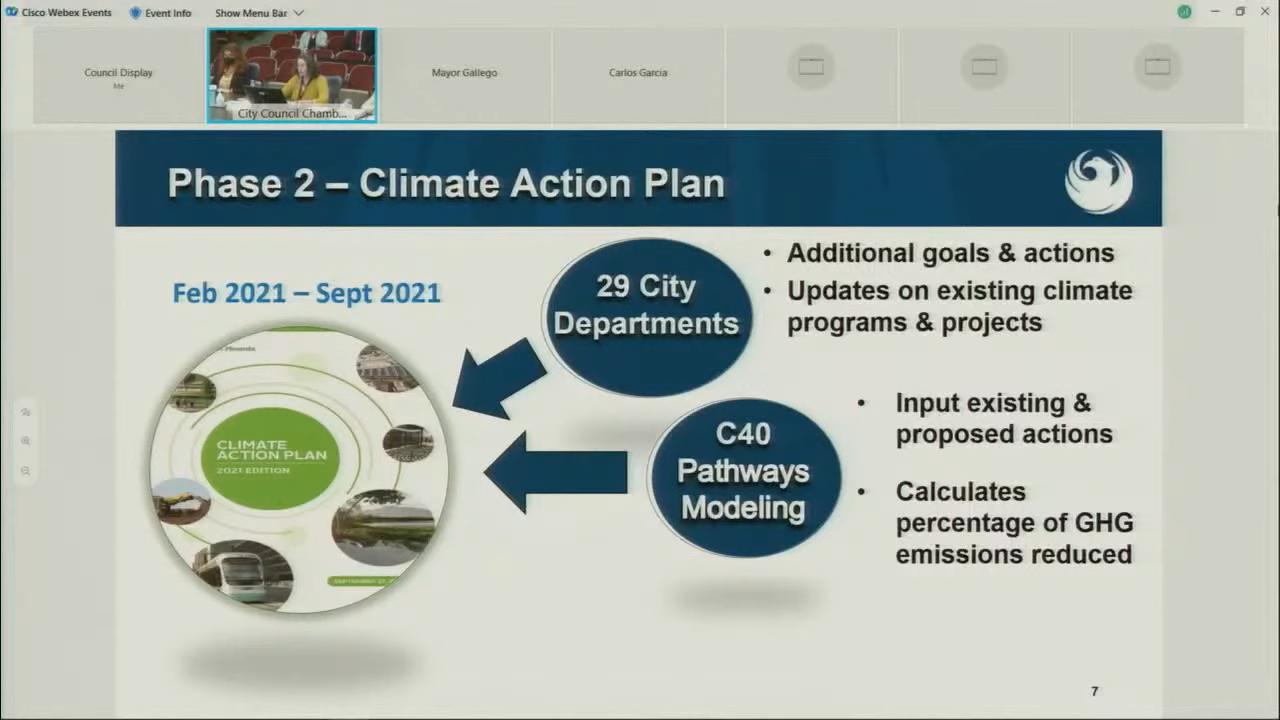 Cisco Webex Events
Event Info
Show Menu Bar
Council Display
Me
City Council Chamb...
Mayor Gallego
Carlos Garcia
Phase 2 – Climate Action Plan
Feb 2021 – Sept 2021
29 City
Departments
• Additional goals & actions
• Updates on existing climate
programs & projects
CLIMATE
ACTION PLAN
2021 EDITION
C40
Pathways
Modeling
• Input existing &
proposed actions
• Calculates
percentage of GHG
emissions reduced
7